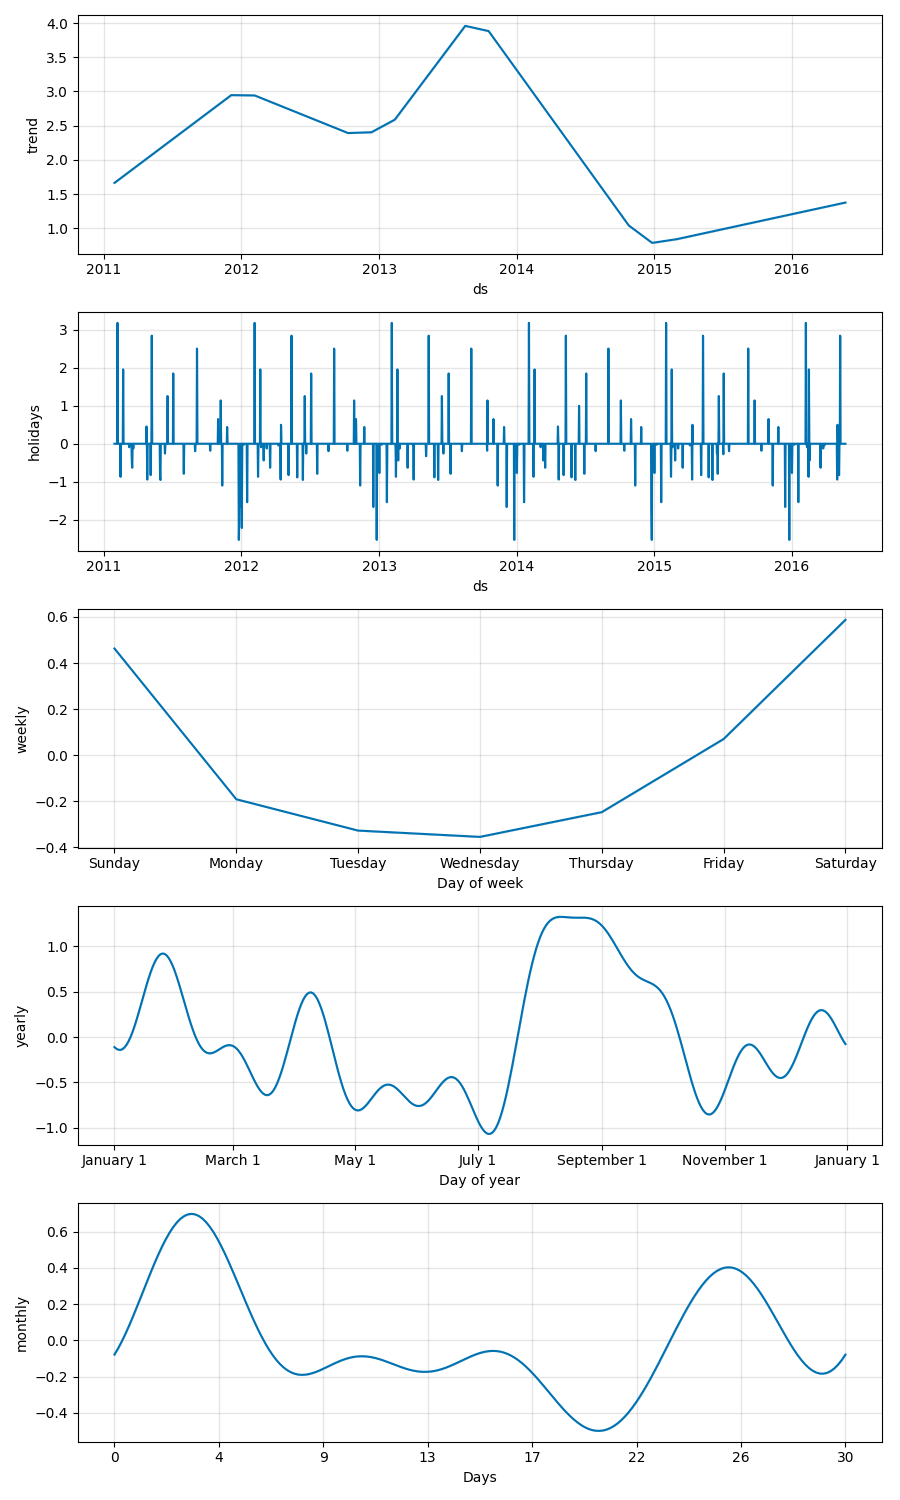 4.0
3.5
3.0
2.5
2.0
1.5
1.0
trend
2011 2012 2013 2014 2015 2016
ds
3
2
1
0
−1
−2
holidays
2011 2012 2013 2014 2015 2016
ds
0.6
0.4
0.2
0.0
−0.2
−0.4
weekly
Sunday Monday Tuesday Wednesday Thursday Friday Saturday
Day of week
1.0
0.5
0.0
−0.5
−1.0
yearly
January 1 March 1 May 1 July 1 September 1 November 1 January 1
Day of year
0.6
0.4
0.2
0.0
−0.2
−0.4
monthly
0 4 9 13 17 22 26 30
Days